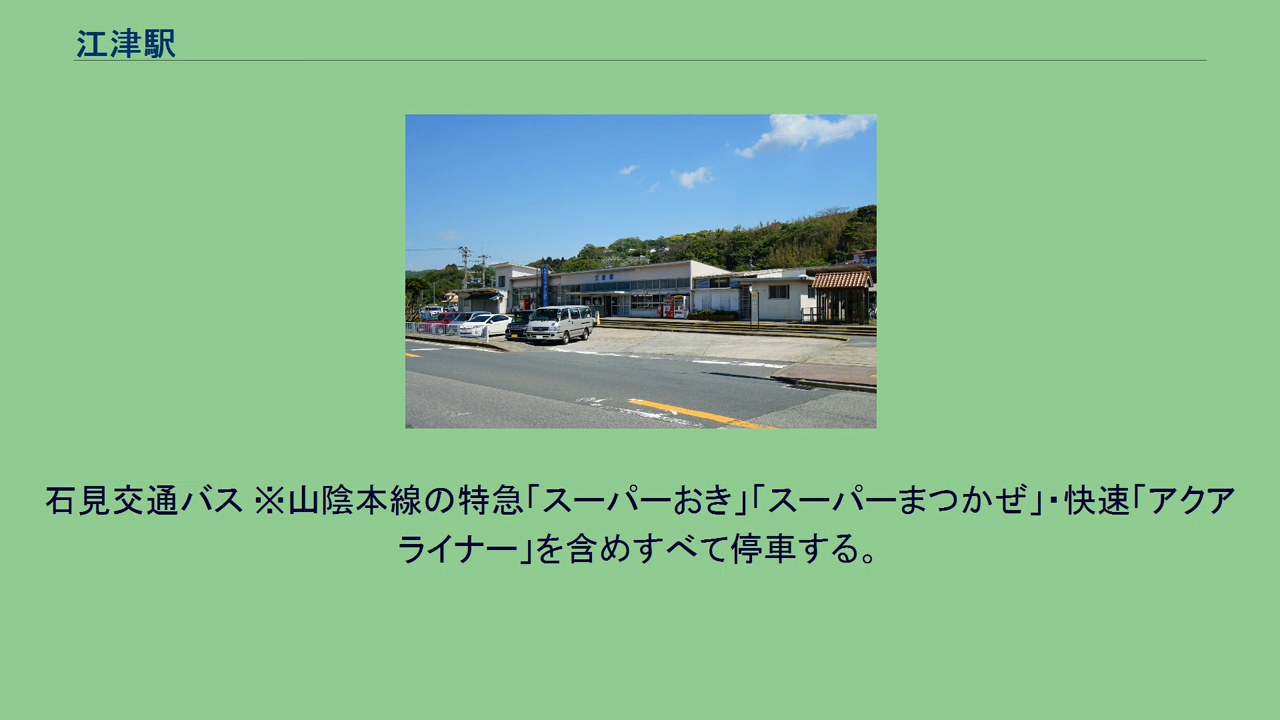 江津駅
石見交通バス ※山陰本線の特急｢スーパーおき｣｢スーパーまつかぜ｣・快速｢アクア
ライナー｣を含めすべて停車する。